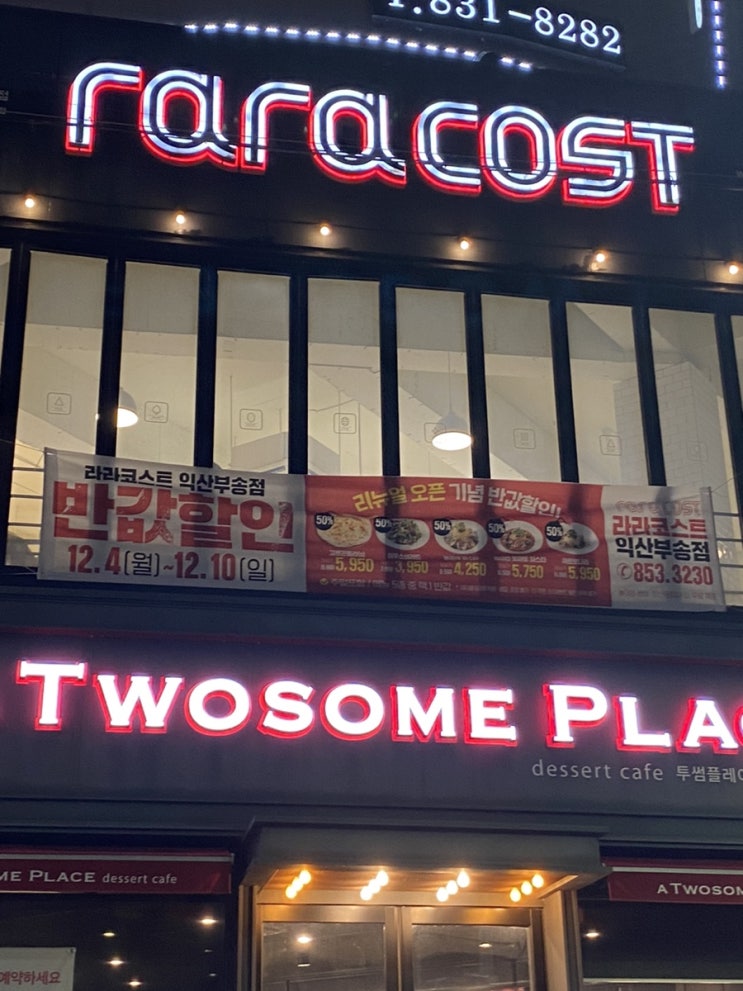 T.831-8282
rara COST
라라코스트 익산부송점
반값할인
12.4(월)~12.10(일)
리뉴얼 오픈 기념 반값할인!!
50% 50% 50% 50% 50%
5,950 3,950 4,250 5,750 5,950
라라코스트
익산부송점
853.3230
A TWOSOME PLAC
dessert cafe 투썸플레이
ME PLACE dessert cafe
A TWOSOM
예약하세요